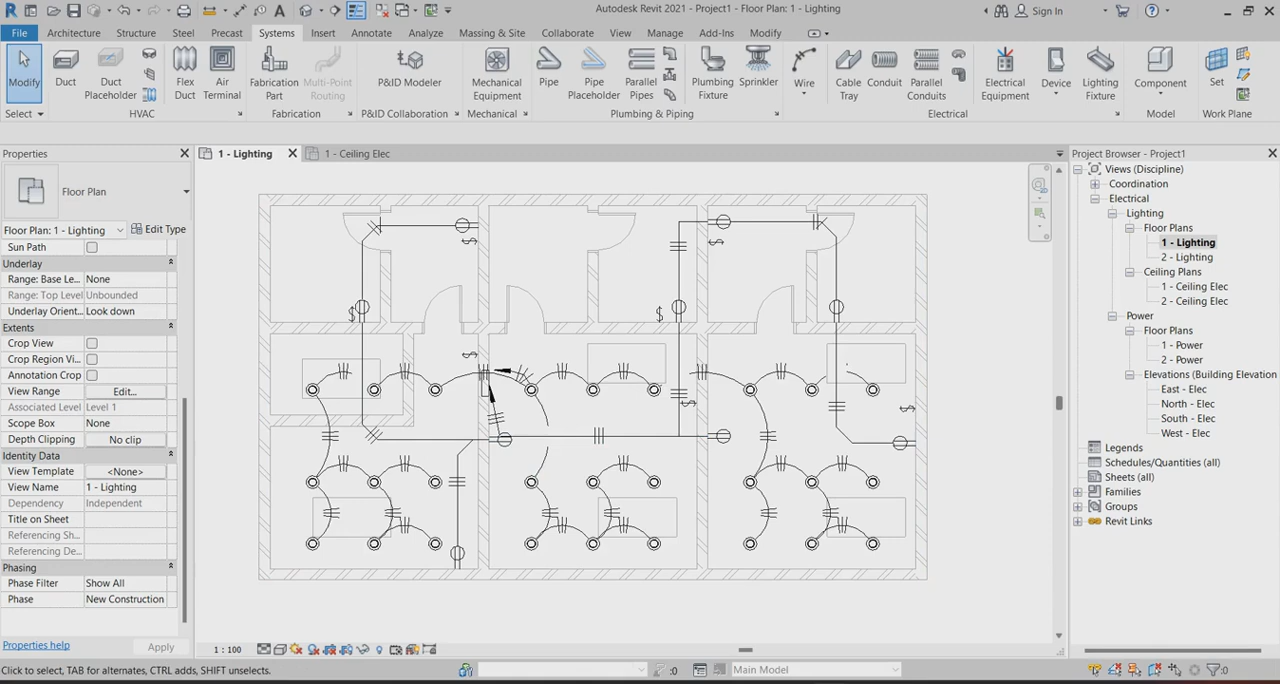 Autodesk Revit 2021 - Project1 - Floor Plan: 1 - Lighting
Sign In
File Architecture Structure Steel Precast Systems Insert Annotate Analyze Massing & Site Collaborate View Manage Add-Ins Modify
Modify
Duct
Duct Placeholder
Flex Duct
Air Terminal
Fabrication Part
Multi-Point Routing
P&ID Modeler
Mechanical Equipment
Pipe
Pipe Placeholder
Parallel Pipes
Plumbing Fixture
Sprinkler
Wire
Cable Tray
Conduit
Parallel Conduits
Electrical Equipment
Device
Lighting Fixture
Component
Set
Select HVAC Fabrication P&ID Collaboration Mechanical Plumbing & Piping Electrical Model Work Plane
Properties
1 - Lighting
1 - Ceiling Elec
Project Browser - Project1
Floor Plan
Floor Plan: 1 - Lighting
Edit Type
Sun Path
Underlay
Range: Base Le... None
Range: Top Level Unbounded
Underlay Orient... Look down
Extents
Crop View
Crop Region Vi...
Annotation Crop
View Range Edit...
Associated Level Level 1
Scope Box None
Depth Clipping No clip
Identity Data
View Template <None>
View Name 1 - Lighting
Dependency Independent
Title on Sheet
Referencing Sh...
Referencing De...
Phasing
Phase Filter Show All
Phase New Construction
Properties help
Apply
$
$
$
$
$
$
$
Views (Discipline)
Coordination
Electrical
Lighting
Floor Plans
1 - Lighting
2 - Lighting
Ceiling Plans
1 - Ceiling Elec
2 - Ceiling Elec
Power
Floor Plans
1 - Power
2 - Power
Elevations (Building Elevation
East - Elec
North - Elec
South - Elec
West - Elec
Legends
Schedules/Quantities (all)
Sheets (all)
Families
Groups
Revit Links
1 : 100
Click to select, TAB for alternates, CTRL adds, SHIFT unselects.
:0
Main Model
:0